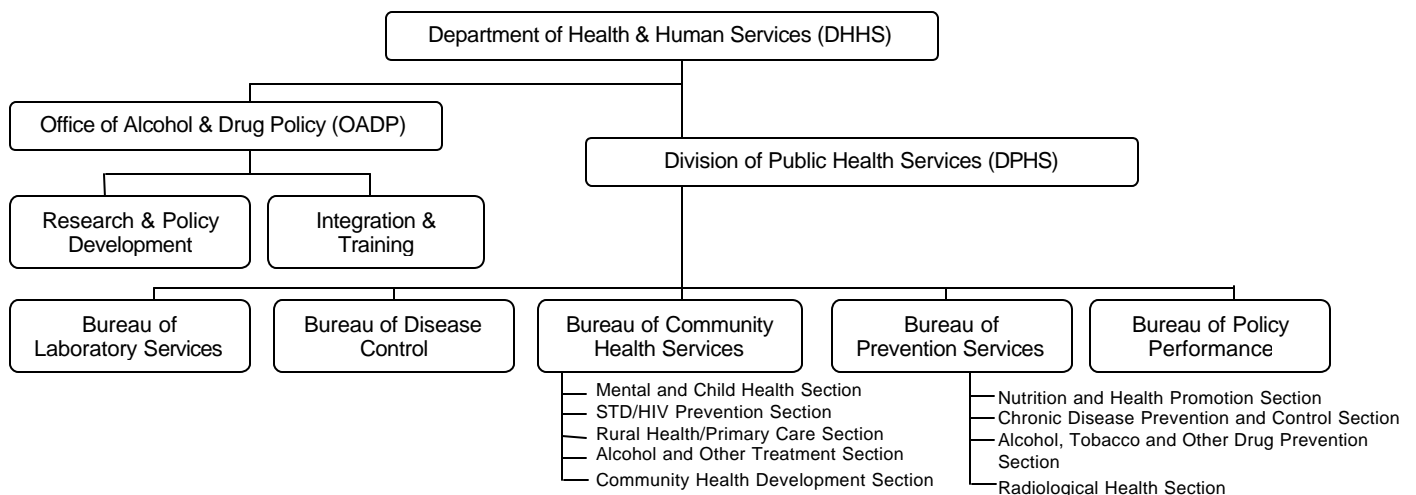 Department of Health & Human Services (DHHS)
Office of Alcohol & Drug Policy (OADP)
Division of Public Health Services (DPHS)
Research & Policy
Development
Integration &
Training
Bureau of
Laboratory Services
Bureau of Disease
Control
Bureau of Community
Health Services
Bureau of
Prevention Services
Bureau of Policy
Performance
Mental and Child Health Section
STD/HIV Prevention Section
Rural Health/Primary Care Section
Alcohol and Other Treatment Section
Community Health Development Section
Nutrition and Health Promotion Section
Chronic Disease Prevention and Control Section
Alcohol, Tobacco and Other Drug Prevention
Section
Radiological Health Section